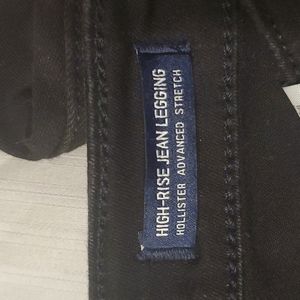 HIGH-RISE JEAN LEGGING
HOLLISTER ADVANCED STRETCH